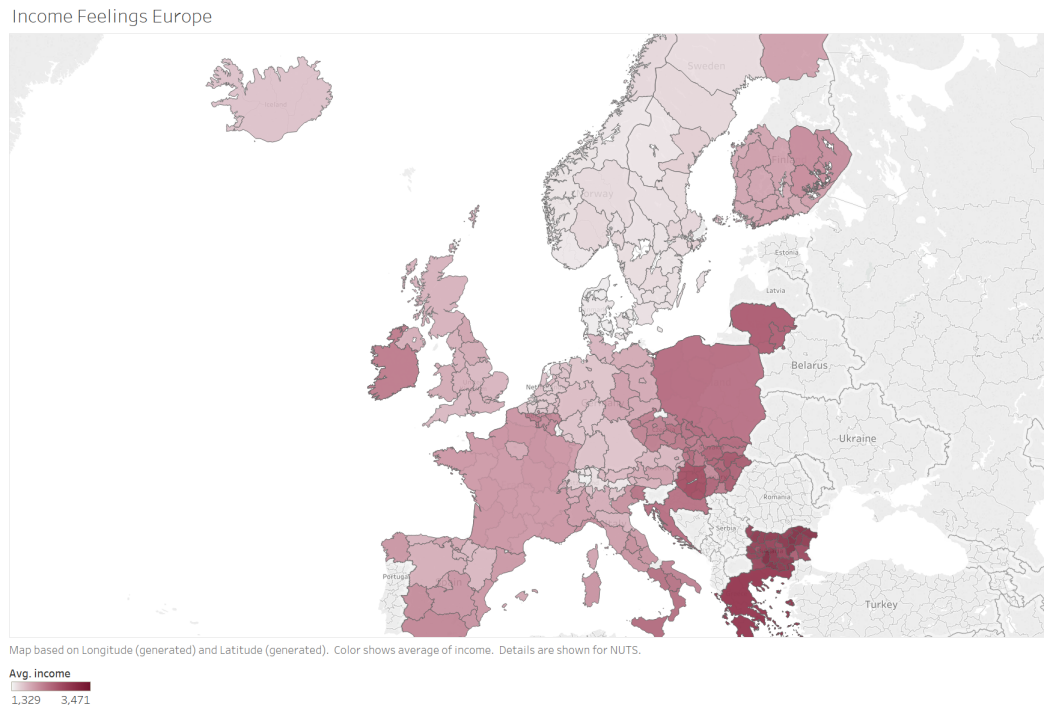 Income Feelings Europe
Sweden
Norway
Estonia
Latvia
Belarus
Ukraine
Romania
Serbia
Portugal
Turkey
Map based on Longitude (generated) and Latitude (generated). Color shows average of income. Details are shown for NUTS.
Avg. income
1,329 3,471